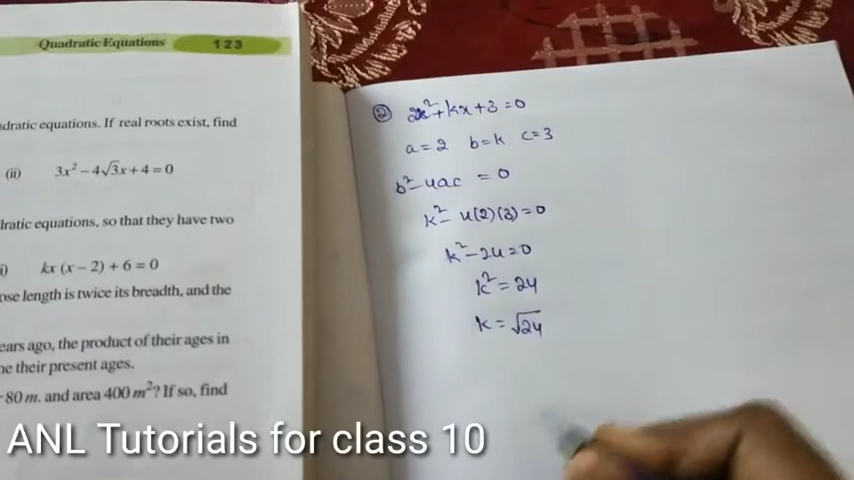 Quadratic Equations 123
dratic equations. If real roots exist, find
(ii) 3x² – 4√3x + 4 = 0
dratic equations, so that they have two
i) kx (x – 2) + 6 = 0
ose length is twice its breadth, and the
ears ago, the product of their ages in
ne their present ages.
80 m. and area 400 m²? If so, find
② 2x²+kx+3=0
a=2 b=k c=3
b²-4ac = 0
k²- 4(2)(3)=0
k²-24=0
k²=24
k=√24
ANL Tutorials for class 10